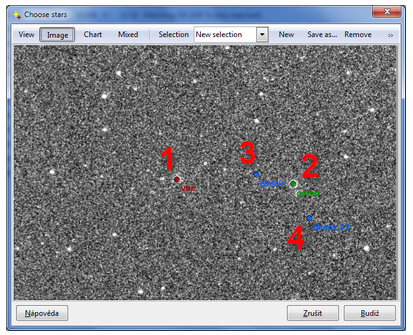 Choose stars
View Image Chart Mixed Selection New selection New Save as... Remove »
1
3
2
4
Nápověda Zrušit Budiž